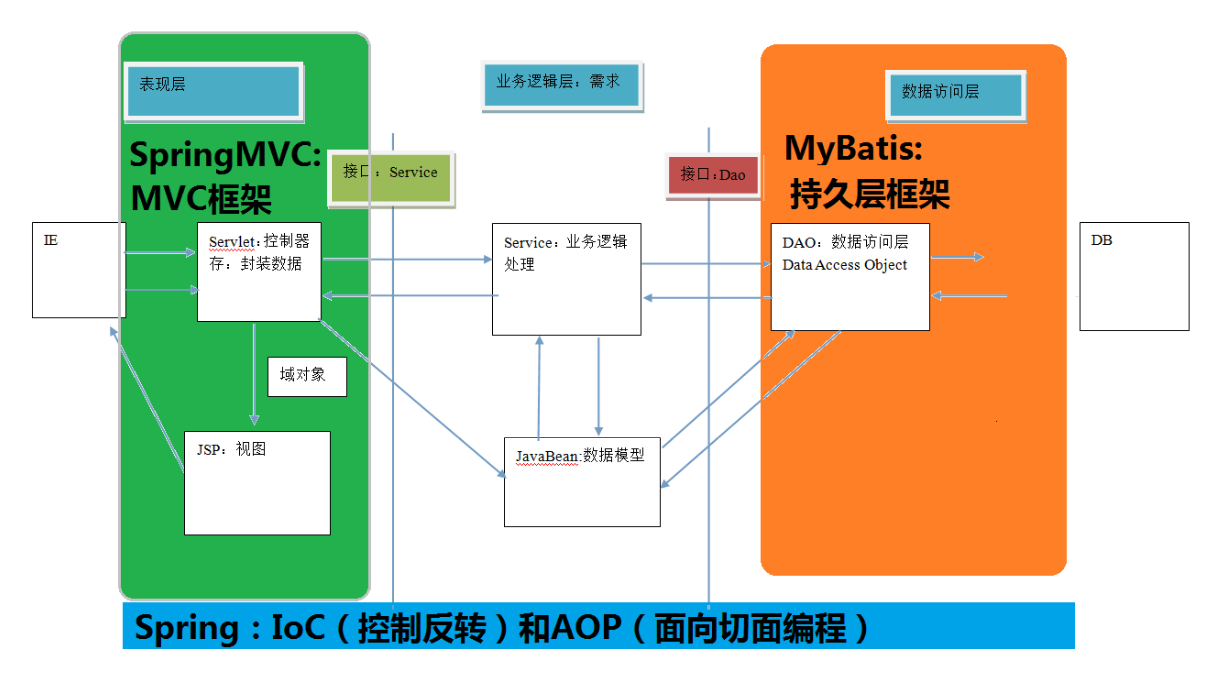 表现层
业务逻辑层：需求
数据访问层
SpringMVC:
MVC框架
接口：Service
接口：Dao
MyBatis:
持久层框架
IE
Servlet：控制器
存：封装数据
Service：业务逻辑
处理
DAO：数据访问层
Data Access Object
DB
域对象
JSP：视图
JavaBean:数据模型
Spring：IoC（控制反转）和AOP（面向切面编程）